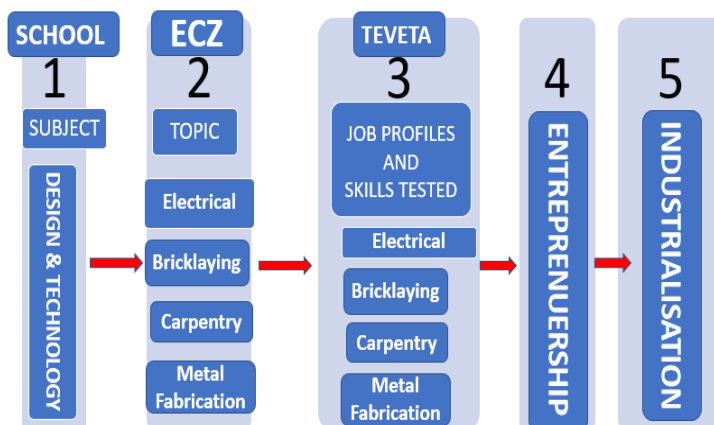 SCHOOL
1
SUBJECT
DESIGN & TECHNOLOGY
ECZ
2
TOPIC
Electrical
Bricklaying
Carpentry
Metal
Fabrication
TEVETA
3
JOB PROFILES
AND
SKILLS TESTED
Electrical
Bricklaying
Carpentry
Metal
Fabrication
4
ENTREPRENUERSHIP
5
INDUSTRIALISATION